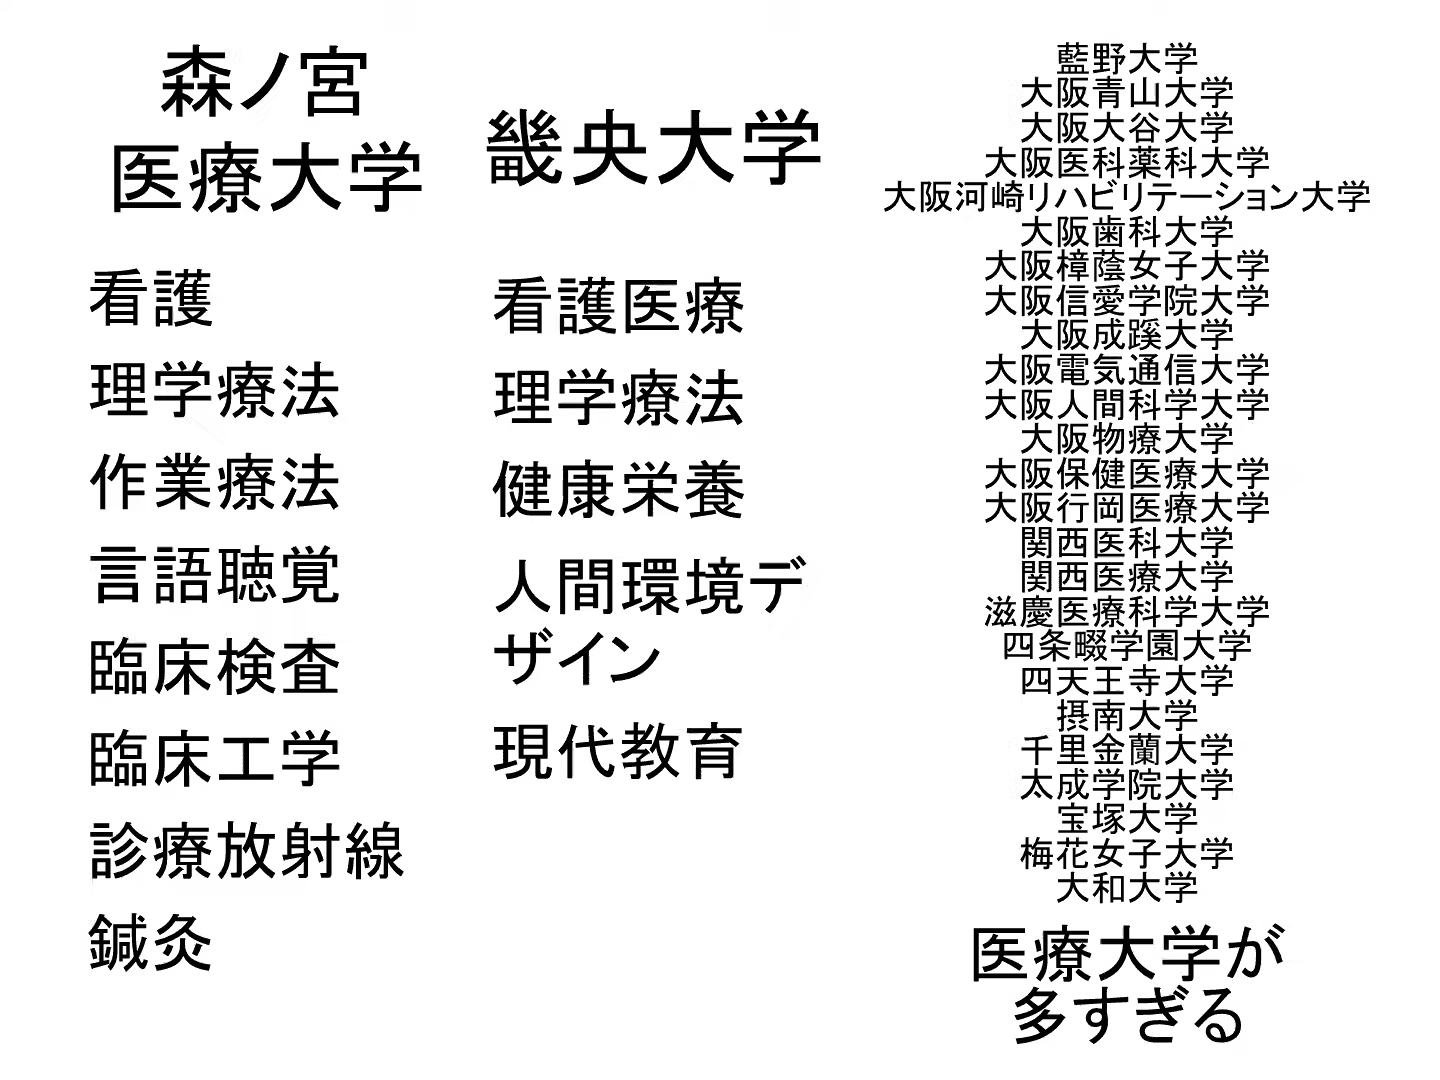 森ノ宮
医療大学
看護
理学療法
作業療法
言語聴覚
臨床検査
臨床工学
診療放射線
鍼灸
畿央大学
看護医療
理学療法
健康栄養
人間環境デ
ザイン
現代教育
藍野大学
大阪青山大学
大阪大谷大学
大阪医科薬科大学
大阪河崎リハビリテーション大学
大阪歯科大学
大阪樟蔭女子大学
大阪信愛学院大学
大阪成蹊大学
大阪電気通信大学
大阪人間科学大学
大阪物療大学
大阪保健医療大学
大阪行岡医療大学
関西医科大学
関西医療大学
滋慶医療科学大学
四条畷学園大学
四天王寺大学
摂南大学
千里金蘭大学
太成学院大学
宝塚大学
梅花女子大学
大和大学
医療大学が
多すぎる